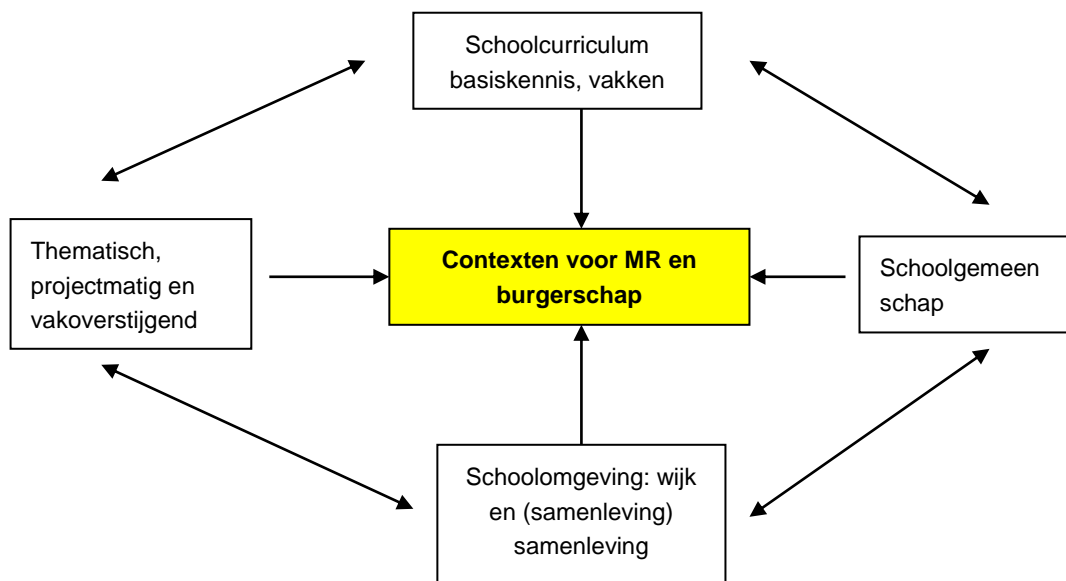 Schoolcurriculum
basiskennis, vakken
Thematisch,
projectmatig en
vakoverstijgend
Contexten voor MR en
burgerschap
Schoolgemeen
schap
Schoolomgeving: wijk
en (samenleving)
samenleving